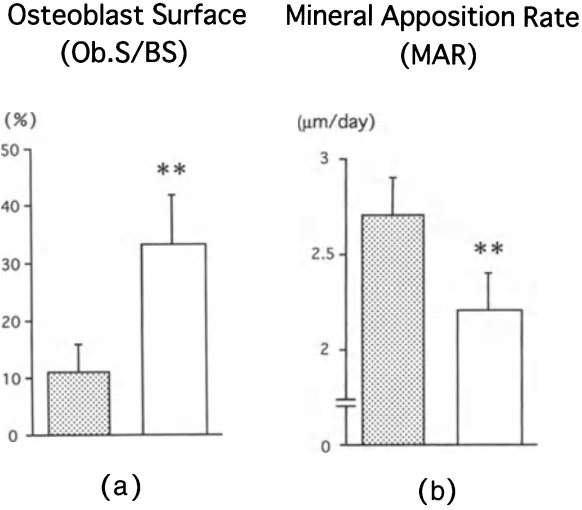 Osteoblast Surface
(Ob.S/BS)
(%)
50
40
30
20
10
0
**
(a)
Mineral Apposition Rate
(MAR)
(μm/day)
3
2.5
2
0
**
(b)